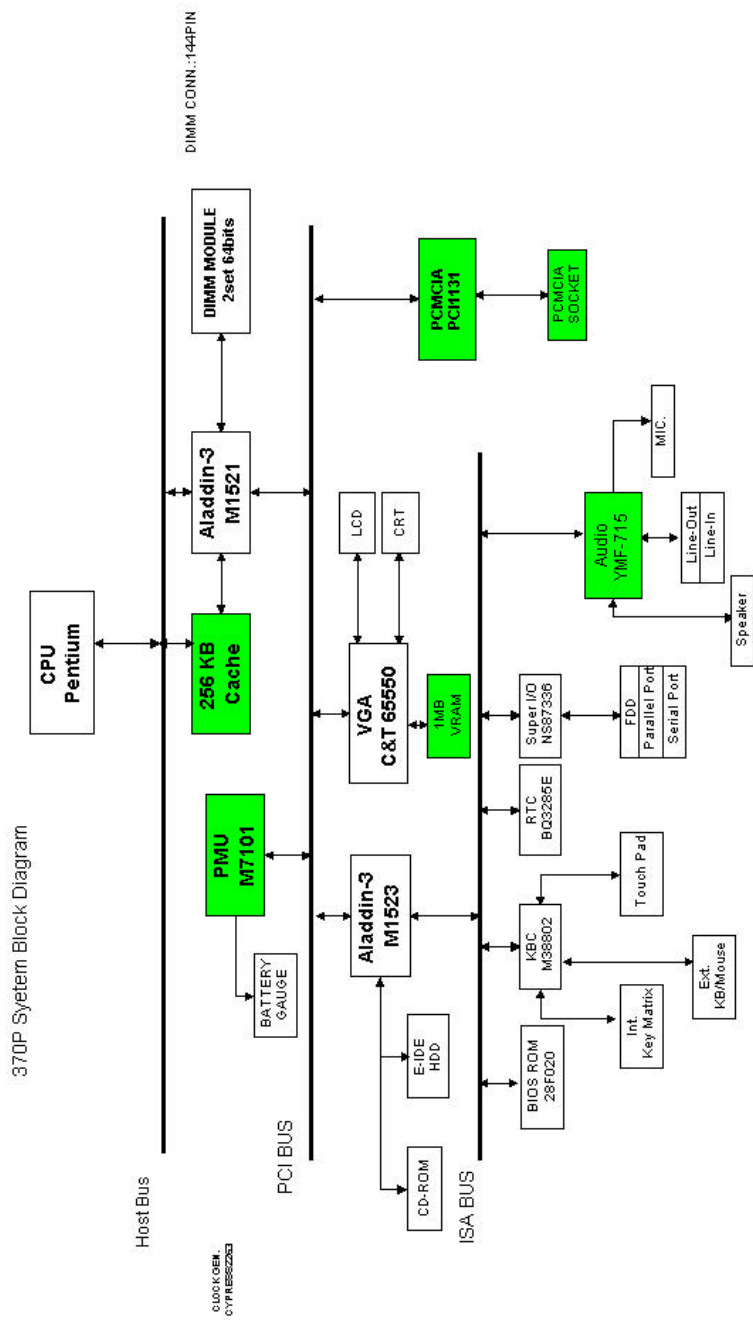 370P Syetem Block Diagram
CPU
Pentium
Host Bus
CLOCK GEN.
DIMM CONN.:144PIN
PMU
M7101
256 KB
Cache
Aladdin-3
M1521
DIMM MODULE
2set 64bits
BATTERY
GAUGE
PCI BUS
Aladdin-3
M1523
VGA
C&T 65550
LCD
CRT
PCMCIA
PCI1131
E-IDE
HDD
CD-ROM
1MB
VRAM
PCMCIA
SOCKET
ISA BUS
BIOS ROM
28F020
KBC
M38802
RTC
BQ3285E
Super I/O
NS87336
Audio
YMF-715
Int.
Key Matrix
Ext.
KB/Mouse
Touch Pad
FDD
Parallel Port
Serial Port
Speaker
Line-Out
Line-In
MIC.